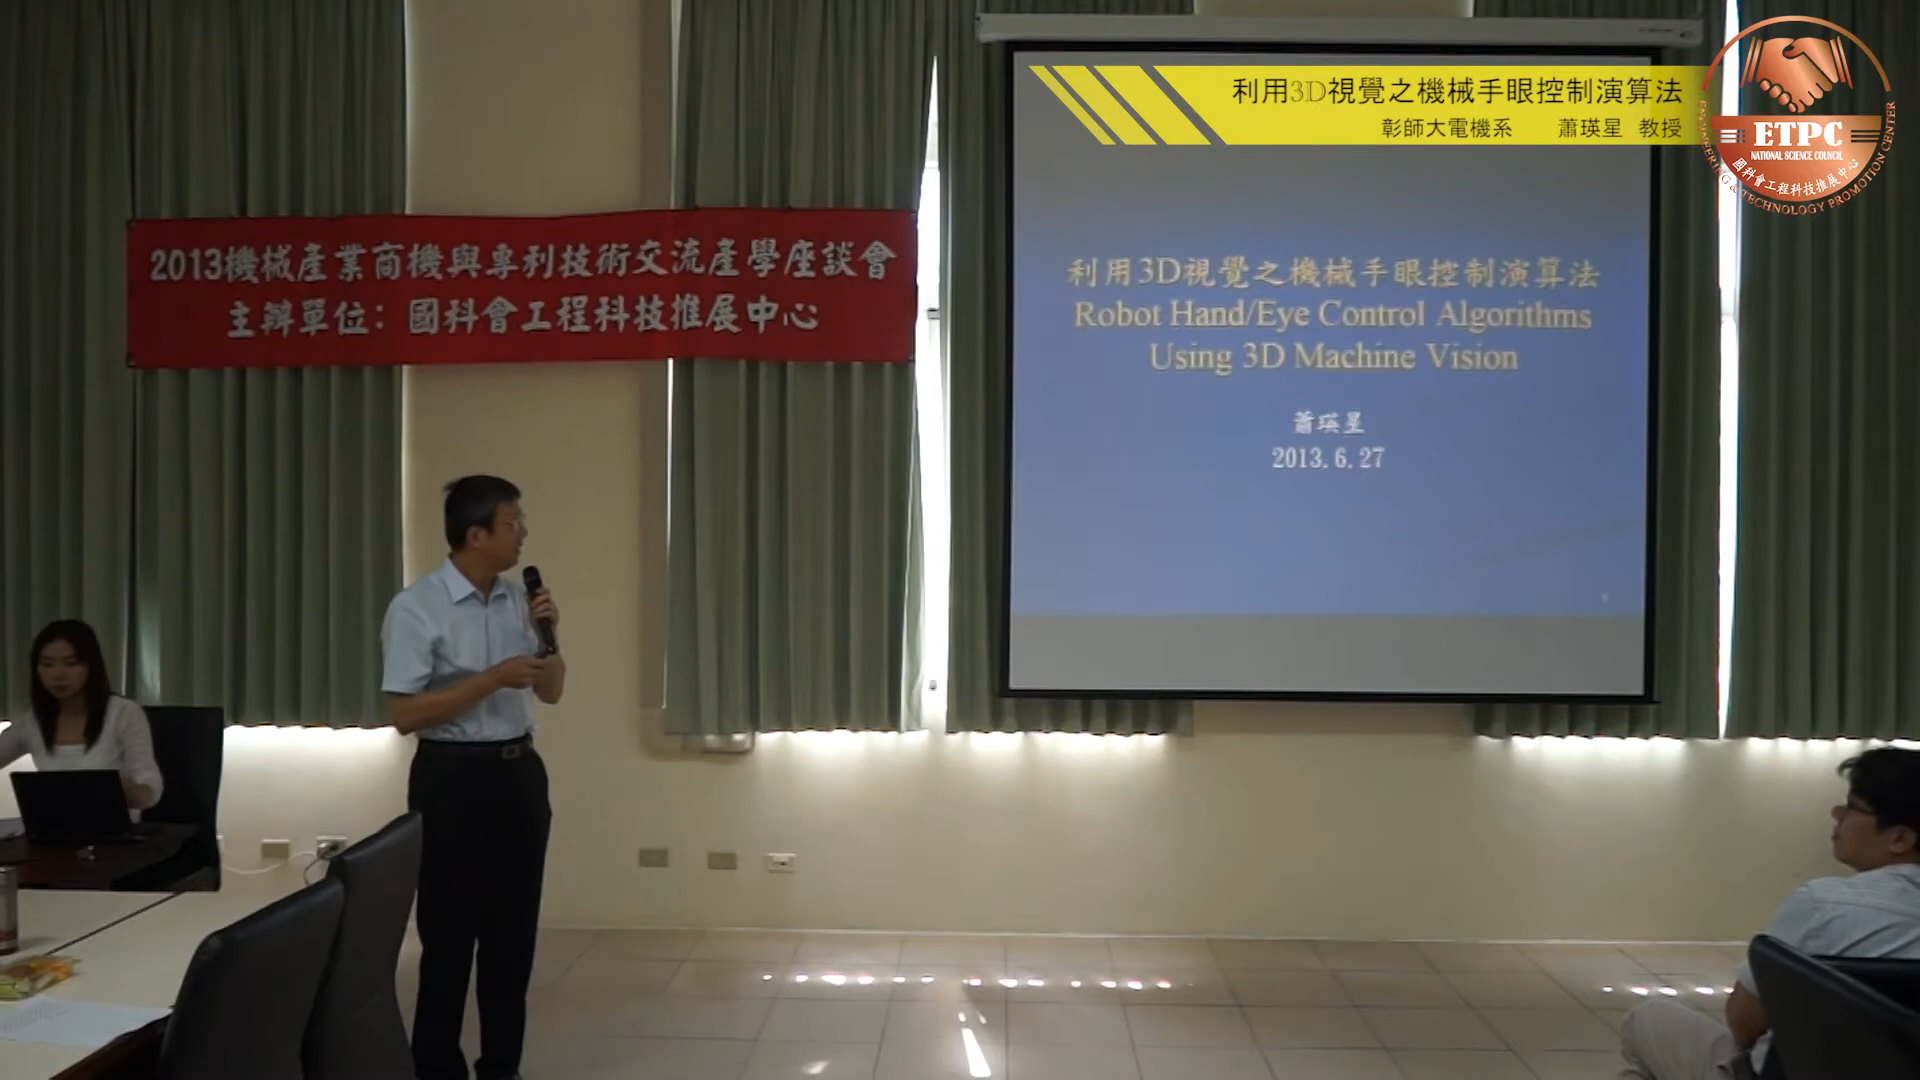 利用3D視覺之機械手眼控制演算法
彰師大電機系 蕭瑛星 教授
ETPC
NATIONAL SCIENCE COUNCIL
國科會工程科技推展中心
ENGINEERING & TECHNOLOGY PROMOTION CENTER
2013機械產業商機與專利技術交流產學座談會
主辦單位：國科會工程科技推展中心
利用3D視覺之機械手眼控制演算法
Robot Hand/Eye Control Algorithms
Using 3D Machine Vision
蕭瑛星
2013.6.27